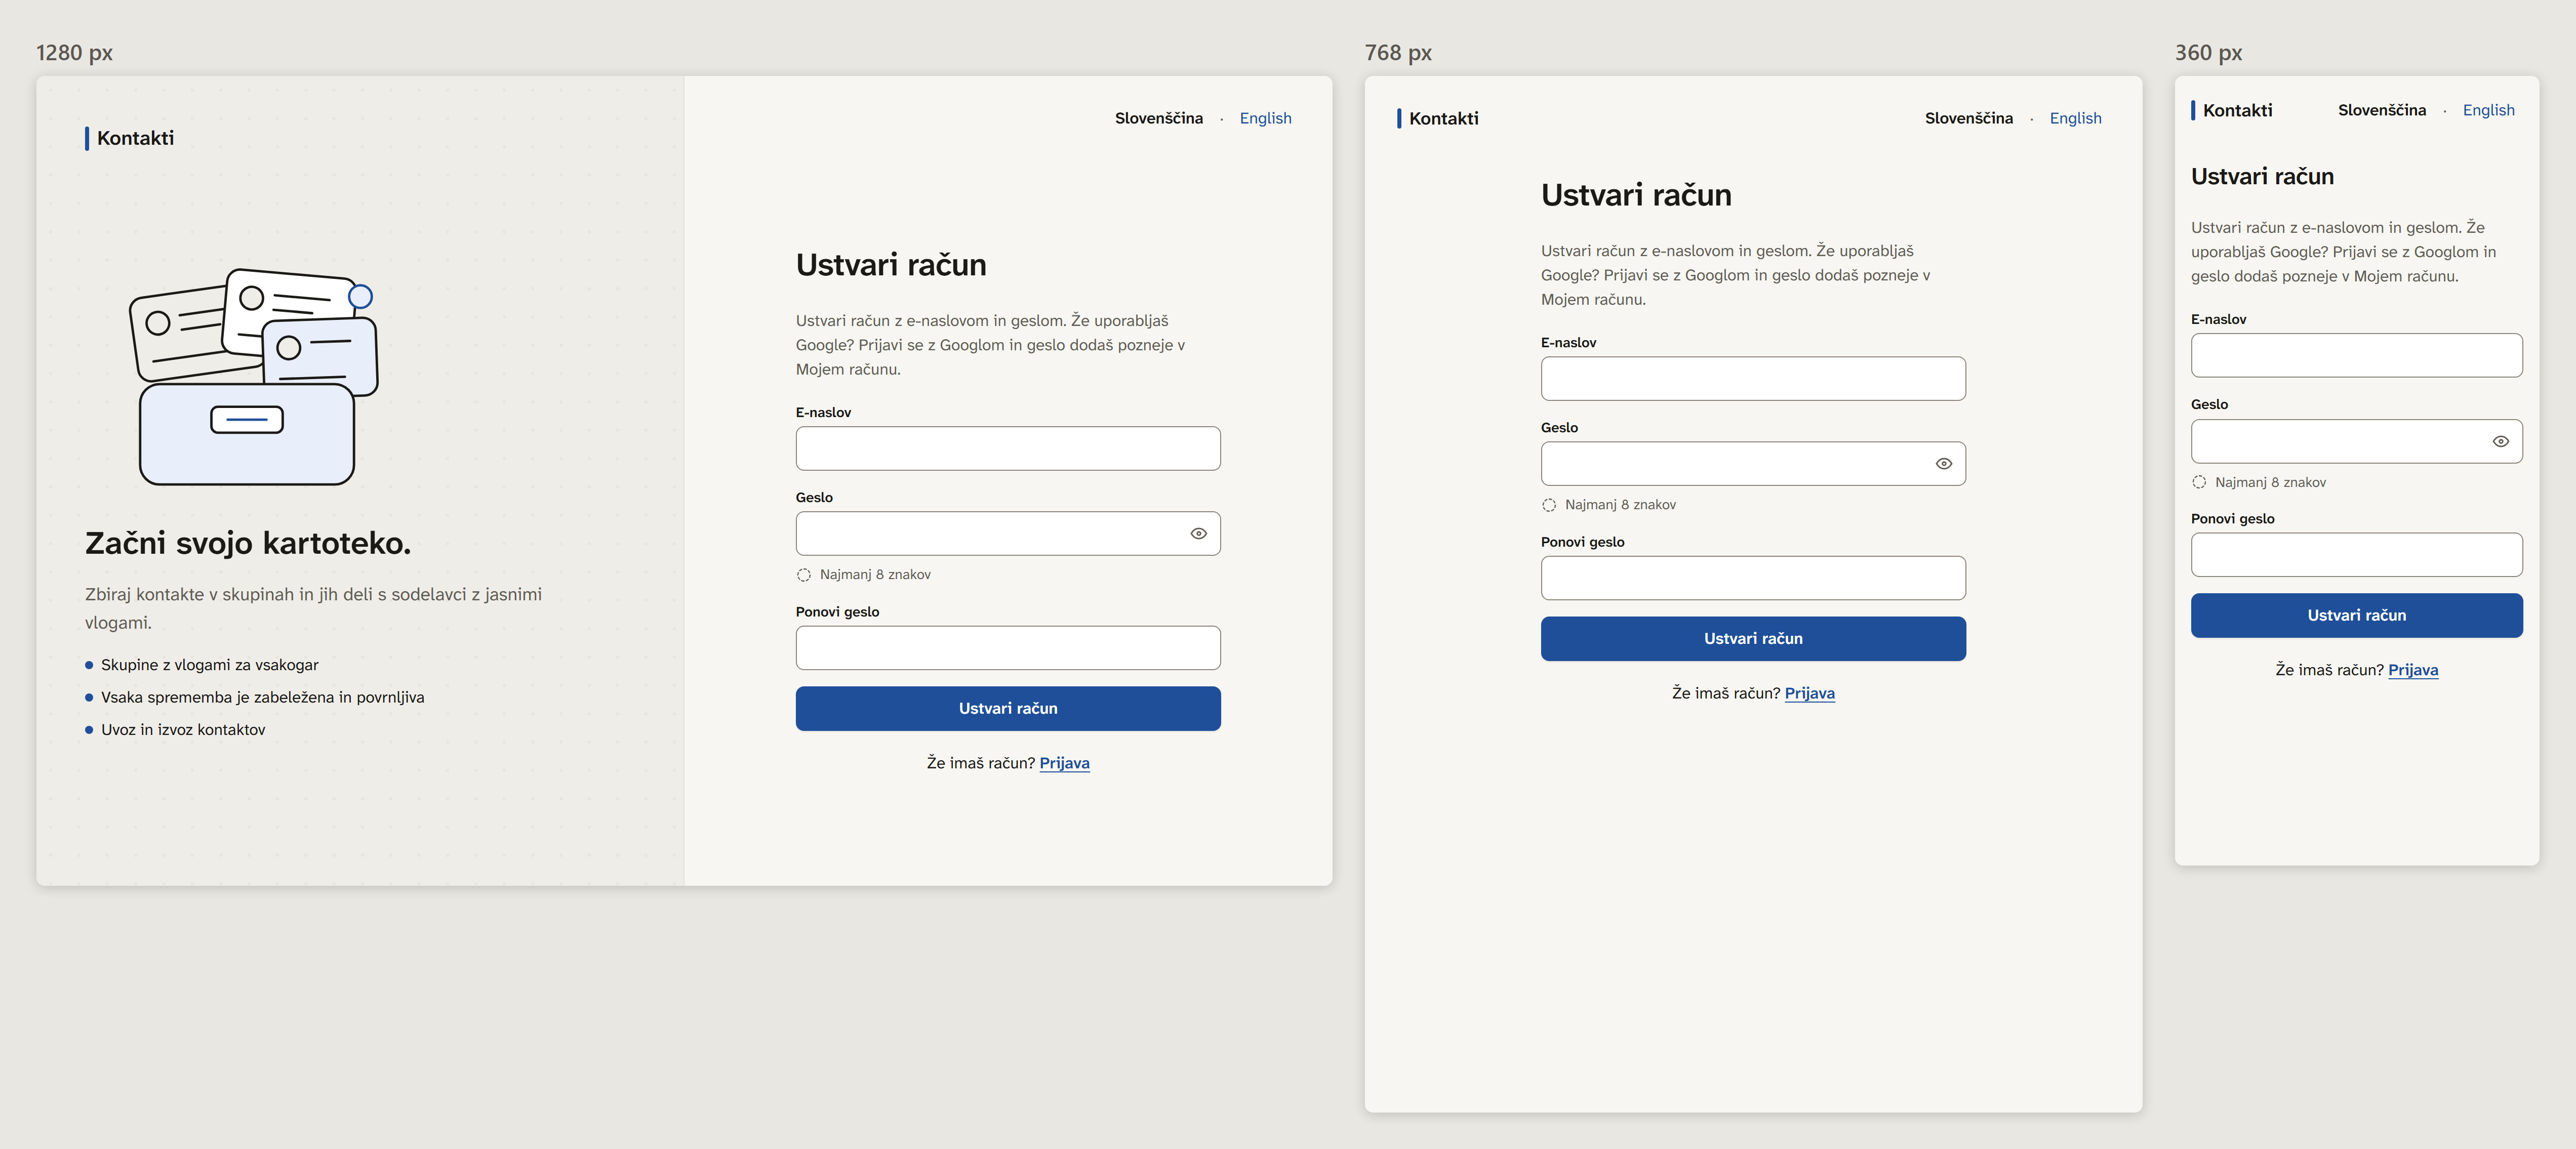 1280 px
Kontakti
Začni svojo kartoteko.
Zbiraj kontakte v skupinah in jih deli s sodelavci z jasnimi
vlogami.
Skupine z vlogami za vsakogar
Vsaka sprememba je zabeležena in povrnljiva
Uvoz in izvoz kontaktov
Slovenščina · English
Ustvari račun
Ustvari račun z e-naslovom in geslom. Že uporabljaš
Google? Prijavi se z Googlom in geslo dodaš pozneje v
Mojem računu.
E-naslov
Geslo
Najmanj 8 znakov
Ponovi geslo
Ustvari račun
Že imaš račun? Prijava
768 px
Kontakti
Slovenščina · English
Ustvari račun
Ustvari račun z e-naslovom in geslom. Že uporabljaš
Google? Prijavi se z Googlom in geslo dodaš pozneje v
Mojem računu.
E-naslov
Geslo
Najmanj 8 znakov
Ponovi geslo
Ustvari račun
Že imaš račun? Prijava
360 px
Kontakti
Slovenščina · English
Ustvari račun
Ustvari račun z e-naslovom in geslom. Že
uporabljaš Google? Prijavi se z Googlom in
geslo dodaš pozneje v Mojem računu.
E-naslov
Geslo
Najmanj 8 znakov
Ponovi geslo
Ustvari račun
Že imaš račun? Prijava